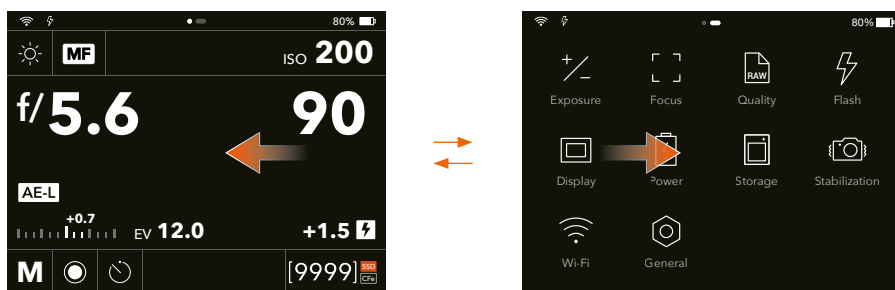 80%
MF
ISO 200
f/5.6 90
AE-L
+0.7
EV 12.0 +1.5
M [9999] SSD
CFe
80%
RAW
Exposure Focus Quality Flash
Display Power Storage Stabilization
Wi-Fi General